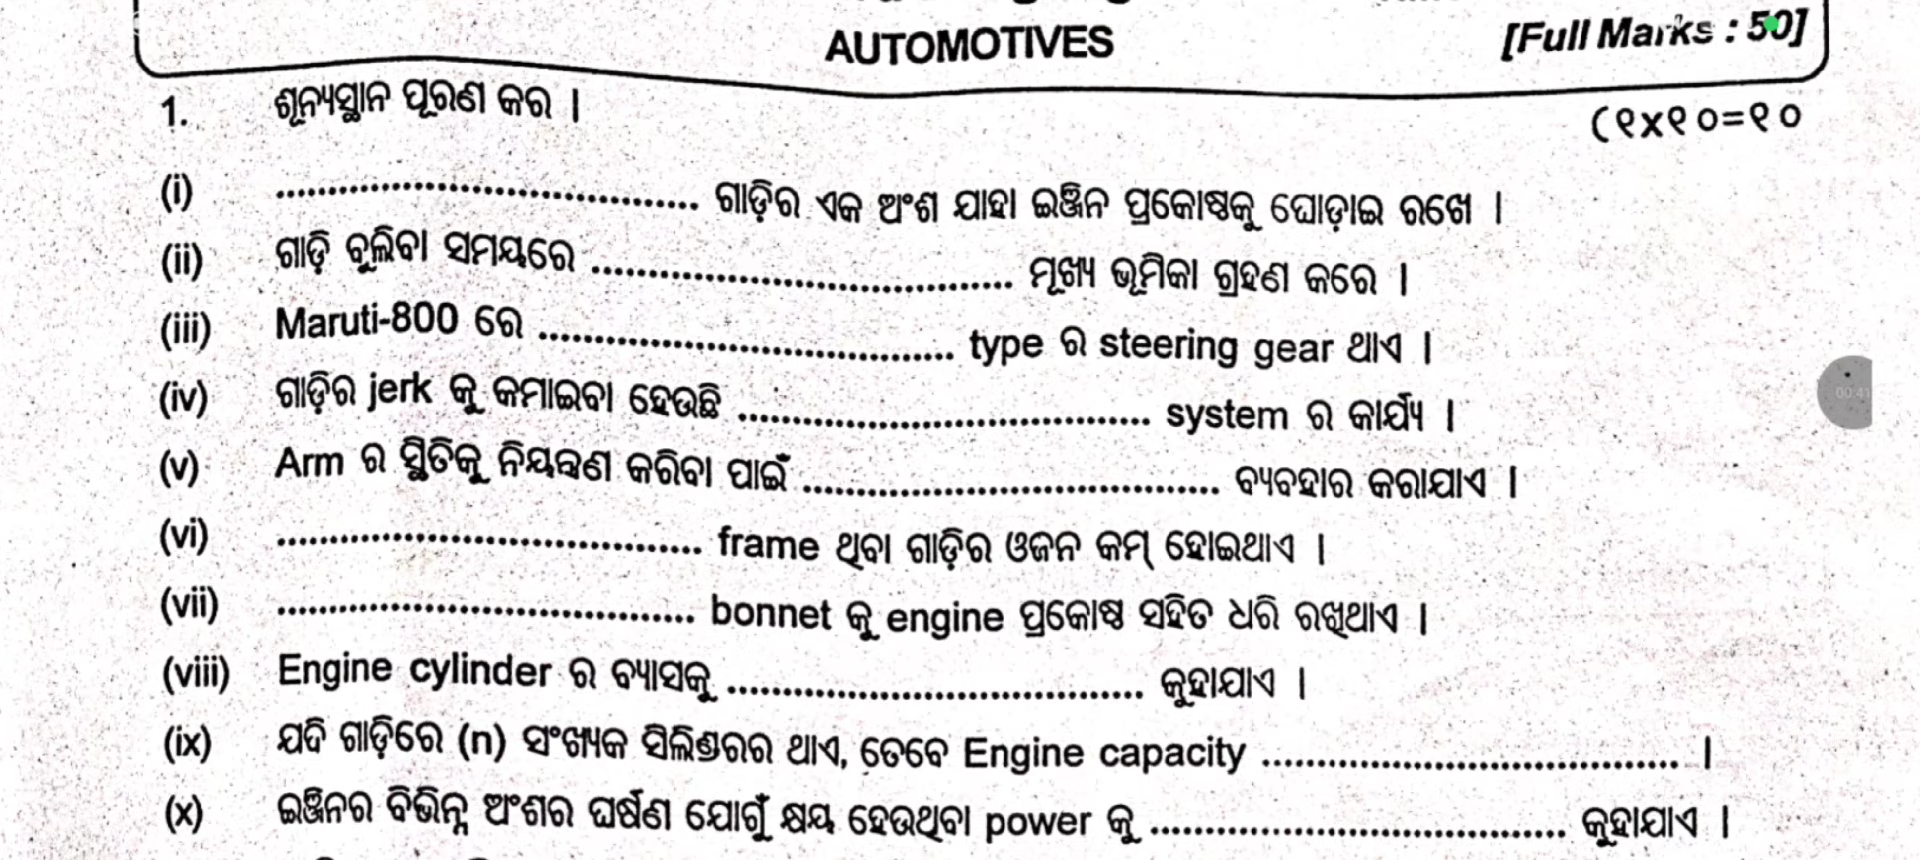 AUTOMOTIVES
[Full Marks : 50]
1. ଶୂନ୍ୟସ୍ଥାନ ପୂରଣ କର |
(୧x୧୦=୧୦
(i) ........................................ ଗାଡ଼ିର ଏକ ଅଂଶ ଯାହା ଇଞ୍ଜିନ ପ୍ରକୋଷ୍ଠକୁ ଘୋଡ଼ାଇ ରଖେ |
(ii) ଗାଡ଼ି ବୁଲିବା ସମୟରେ ........................................ ମୂଖ୍ୟ ଭୂମିକା ଗ୍ରହଣ କରେ |
(iii) Maruti-800 ରେ ........................................ type ର steering gear ଥାଏ |
(iv) ଗାଡ଼ିର jerk କୁ କମାଇବା ହେଉଛି ........................................ system ର କାର୍ଯ୍ୟ |
(v) Arm ର ସ୍ଥିତିକୁ ନିୟନ୍ତ୍ରଣ କରିବା ପାଇଁ ........................................ ବ୍ୟବହାର କରାଯାଏ |
(vi) ........................................ frame ଥିବା ଗାଡ଼ିର ଓଜନ କମ୍ ହୋଇଥାଏ |
(vii) ........................................ bonnet କୁ engine ପ୍ରକୋଷ୍ଠ ସହିତ ଧରି ରଖିଥାଏ |
(viii) Engine cylinder ର ବ୍ୟାସକୁ ........................................ କୁହାଯାଏ |
(ix) ଯଦି ଗାଡ଼ିରେ (n) ସଂଖ୍ୟକ ସିଲିଣ୍ଡରର ଥାଏ, ତେବେ Engine capacity ........................................ |
(x) ଇଞ୍ଜିନର ବିଭିନ୍ନ ଅଂଶର ଘର୍ଷଣ ଯୋଗୁଁ କ୍ଷୟ ହେଉଥିବା power କୁ ........................................ କୁହାଯାଏ |
00:41